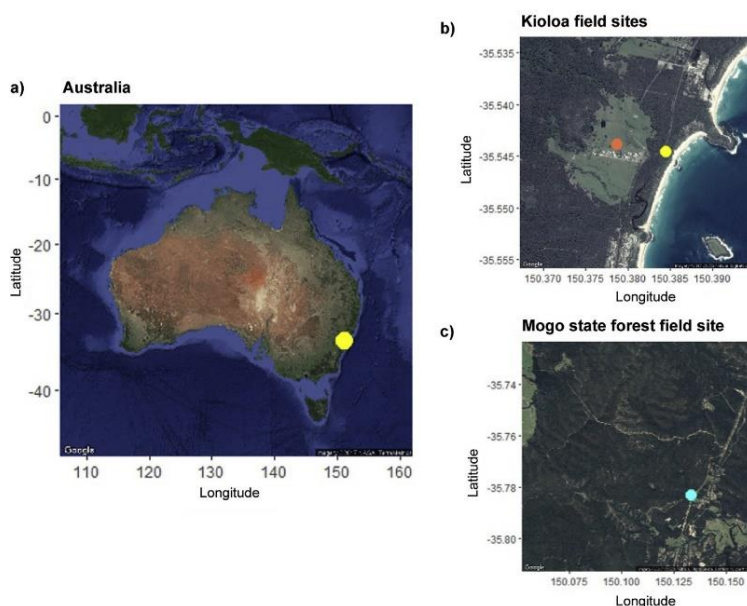 a)
Australia
Latitude
0
-10
-20
-30
-40
Google
110
120
130
140
150
160
Longitude
b)
Kioloa field sites
Latitude
-35.535
-35.540
-35.545
-35.550
-35.555
Google
150.370
150.375
150.380
150.385
150.390
Longitude
c)
Mogo state forest field site
Latitude
-35.74
-35.76
-35.78
-35.80
Google
150.075
150.100
150.125
150.150
Longitude